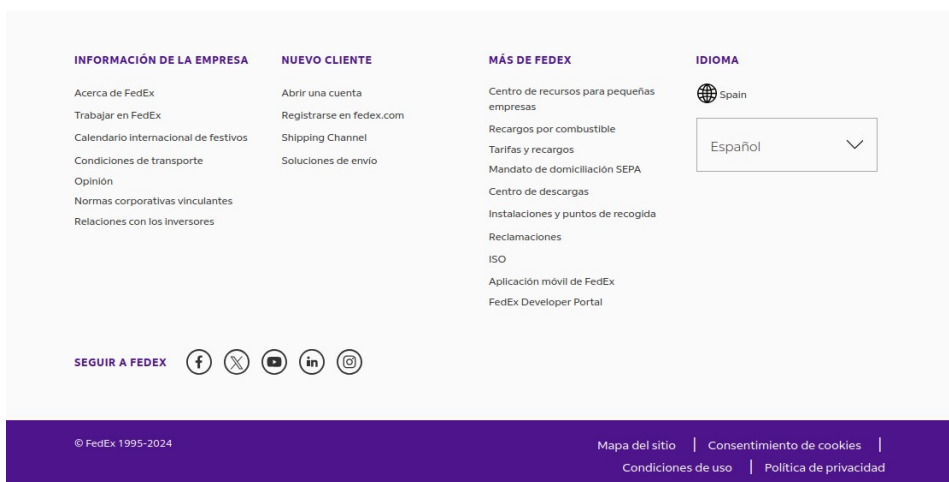 INFORMACIÓN DE LA EMPRESA
Acerca de FedEx
Trabajar en FedEx
Calendario internacional de festivos
Condiciones de transporte
Opinión
Normas corporativas vinculantes
Relaciones con los inversores
NUEVO CLIENTE
Abrir una cuenta
Registrarse en fedex.com
Shipping Channel
Soluciones de envío
MÁS DE FEDEX
Centro de recursos para pequeñas
empresas
Recargos por combustible
Tarifas y recargos
Mandato de domiciliación SEPA
Centro de descargas
Instalaciones y puntos de recogida
Reclamaciones
ISO
Aplicación móvil de FedEx
FedEx Developer Portal
IDIOMA
Spain
Español
SEGUIR A FEDEX
© FedEx 1995-2024
Mapa del sitio | Consentimiento de cookies |
Condiciones de uso | Política de privacidad